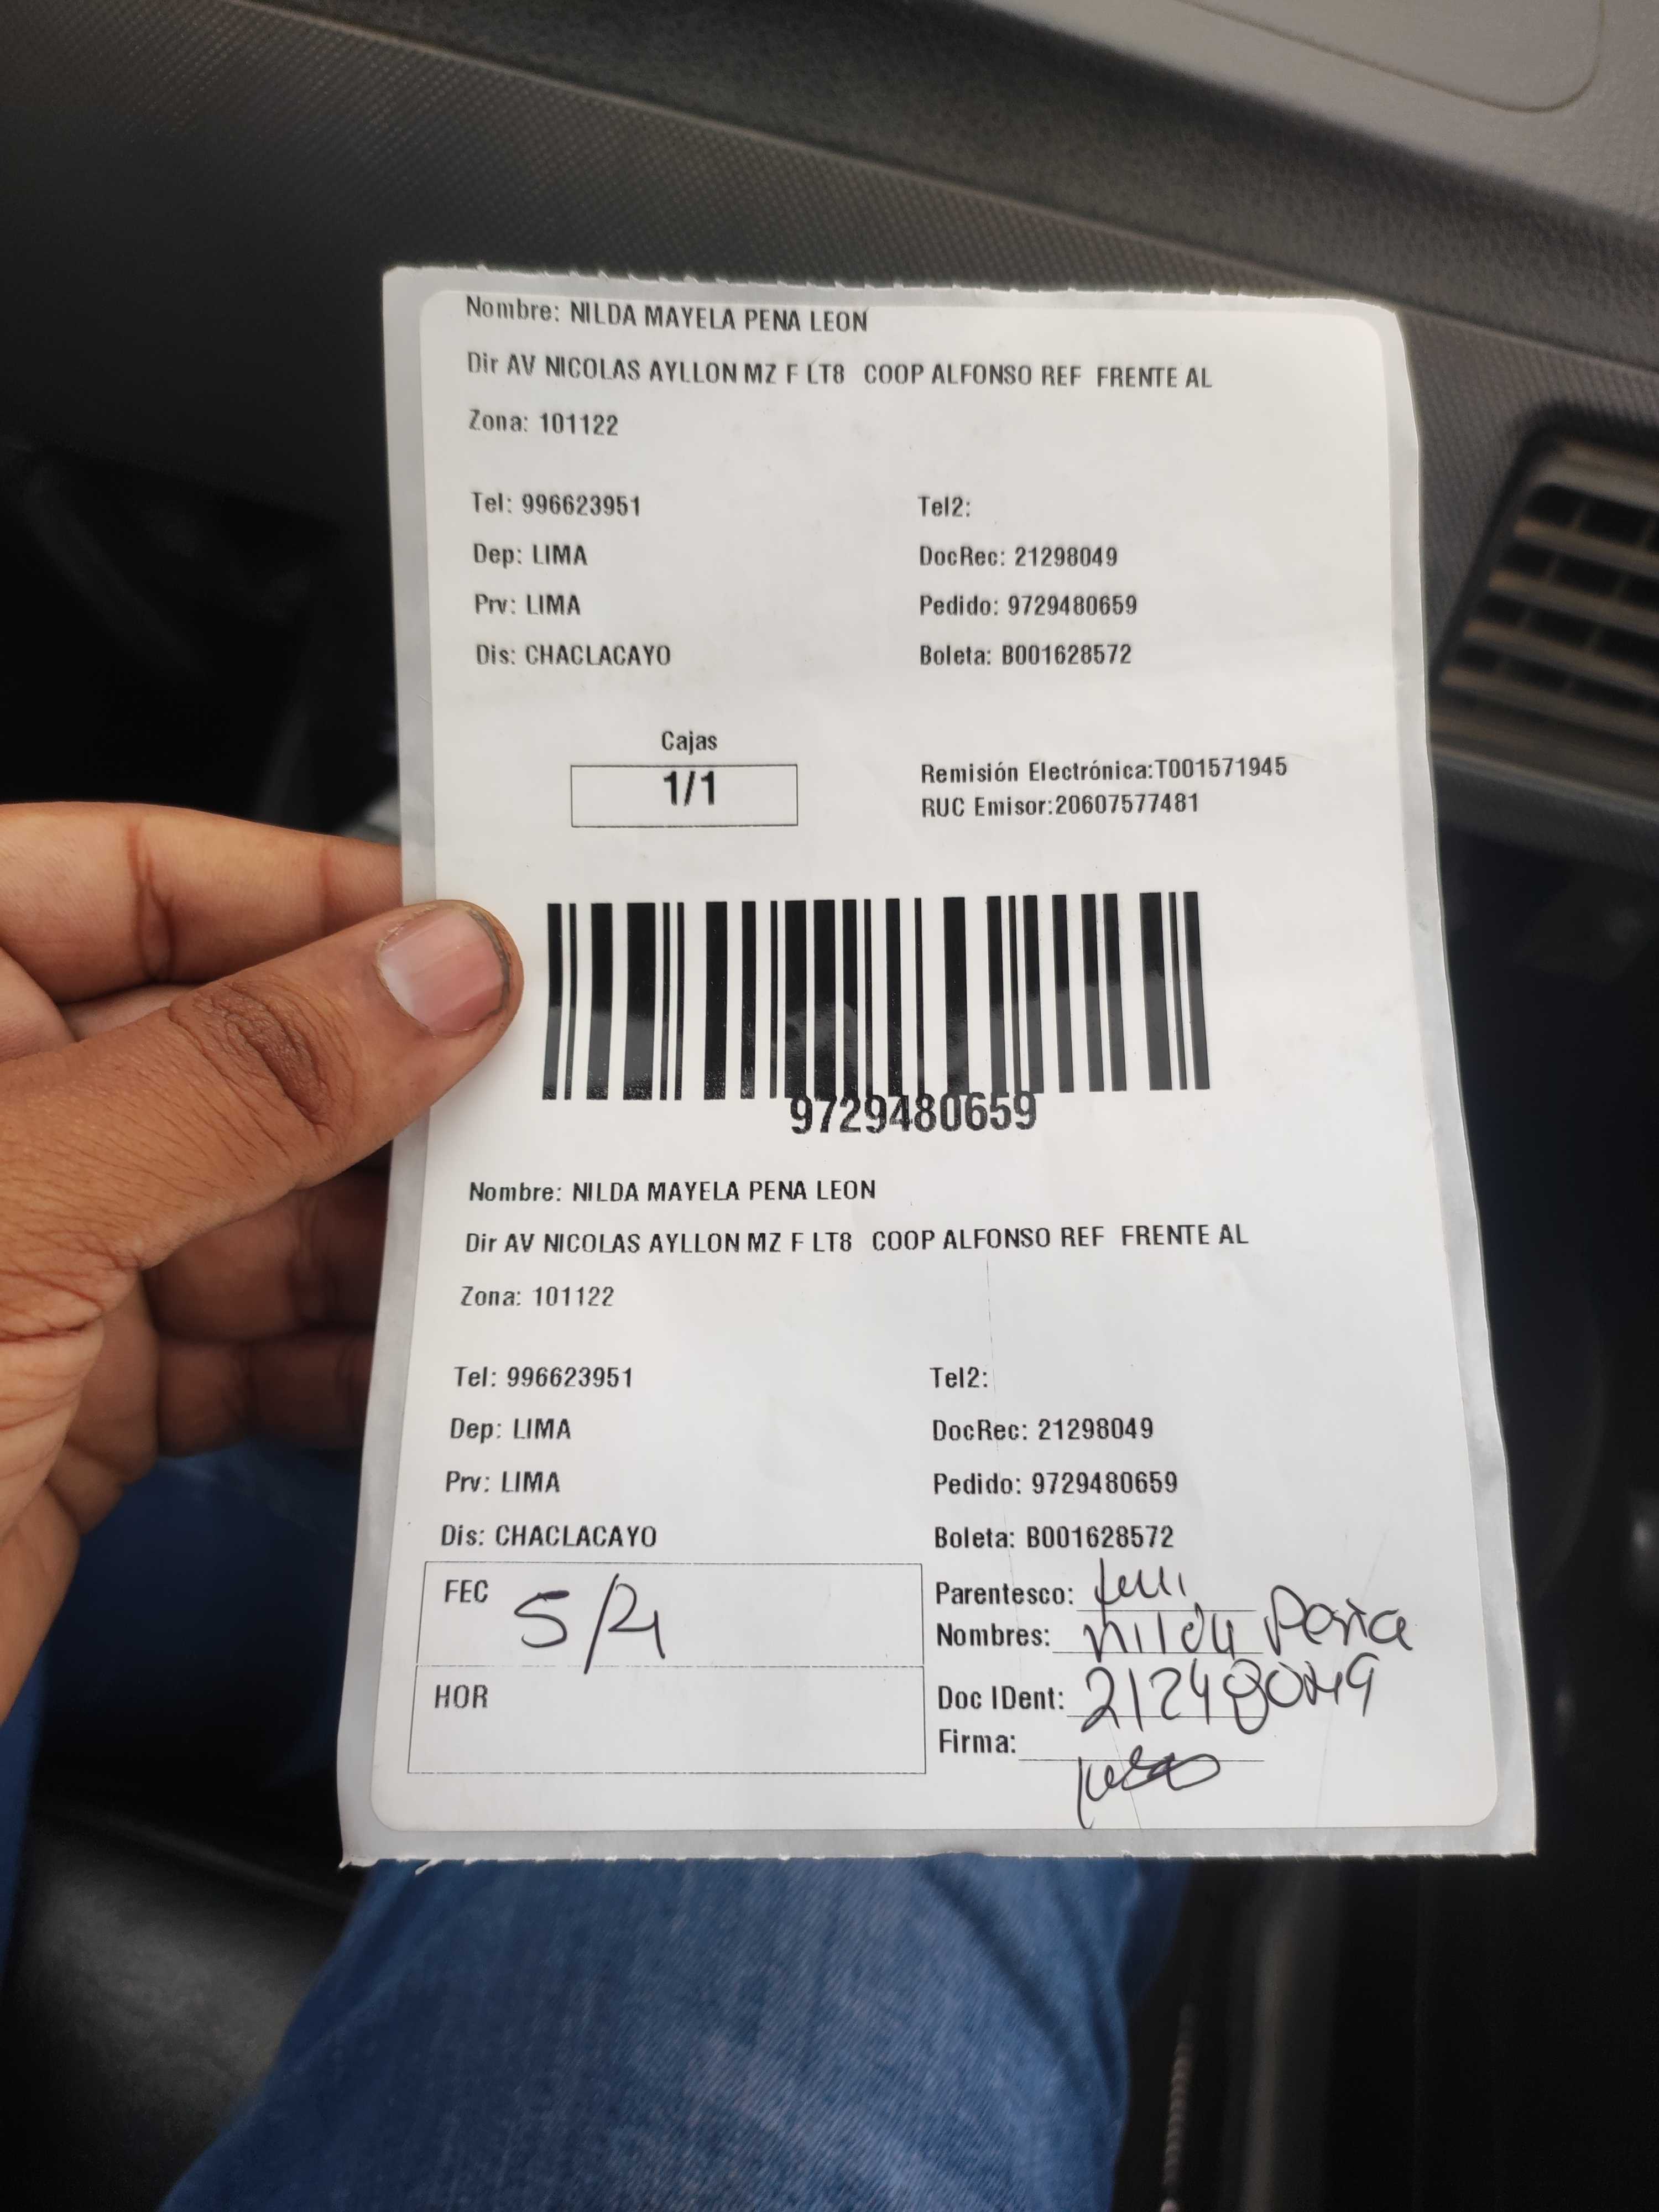 Nombre: NILDA MAYELA PENA LEON
Dir AV NICOLAS AYLLON MZ F LT8 COOP ALFONSO REF FRENTE AL
Zona: 101122
Tel: 996623951 Tel2:
Dep: LIMA DocRec: 21298049
Prv: LIMA Pedido: 9729480659
Dis: CHACLACAYO Boleta: B001628572
Cajas
1/1
Remisión Electrónica:T001571945
RUC Emisor:20607577481
9729480659
Nombre: NILDA MAYELA PENA LEON
Dir AV NICOLAS AYLLON MZ F LT8 COOP ALFONSO REF FRENTE AL
Zona: 101122
Tel: 996623951 Tel2:
Dep: LIMA DocRec: 21298049
Prv: LIMA Pedido: 9729480659
Dis: CHACLACAYO Boleta: B001628572
FEC
HOR
Parentesco:
Nombres: nilda Peña
Doc IDent:
Firma: